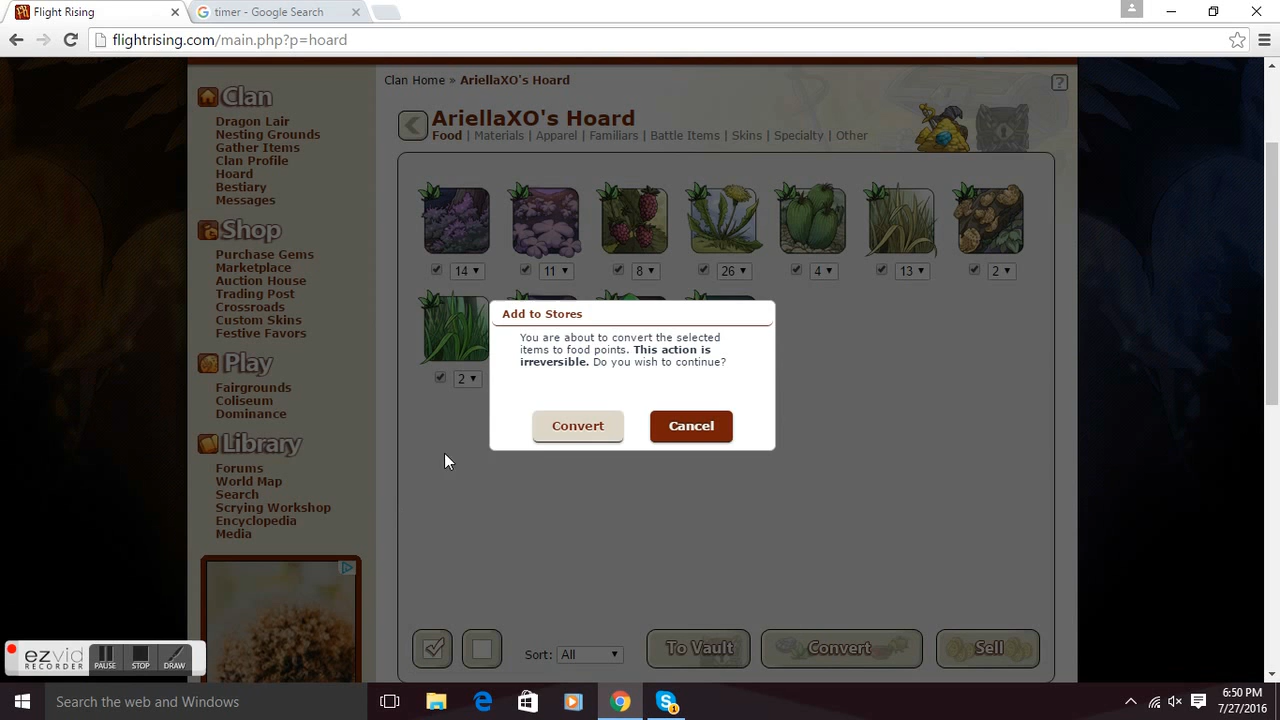 Flight Rising
timer - Google Search
flightrising.com/main.php?p=hoard
Clan
Dragon Lair
Nesting Grounds
Gather Items
Clan Profile
Hoard
Bestiary
Messages
Shop
Purchase Gems
Marketplace
Auction House
Trading Post
Crossroads
Custom Skins
Festive Favors
Play
Fairgrounds
Coliseum
Dominance
Library
Forums
World Map
Search
Scrying Workshop
Encyclopedia
Media
Clan Home » AriellaXO's Hoard
?
AriellaXO's Hoard
Food | Materials | Apparel | Familiars | Battle Items | Skins | Specialty | Other
14 11 8 26 4 13 2
2
Add to Stores
You are about to convert the selected
items to food points. This action is
irreversible. Do you wish to continue?
Convert Cancel
Sort: All
To Vault Convert Sell
ezvid
RECORDER
PAUSE STOP DRAW
Search the web and Windows
1
6:50 PM
7/27/2016